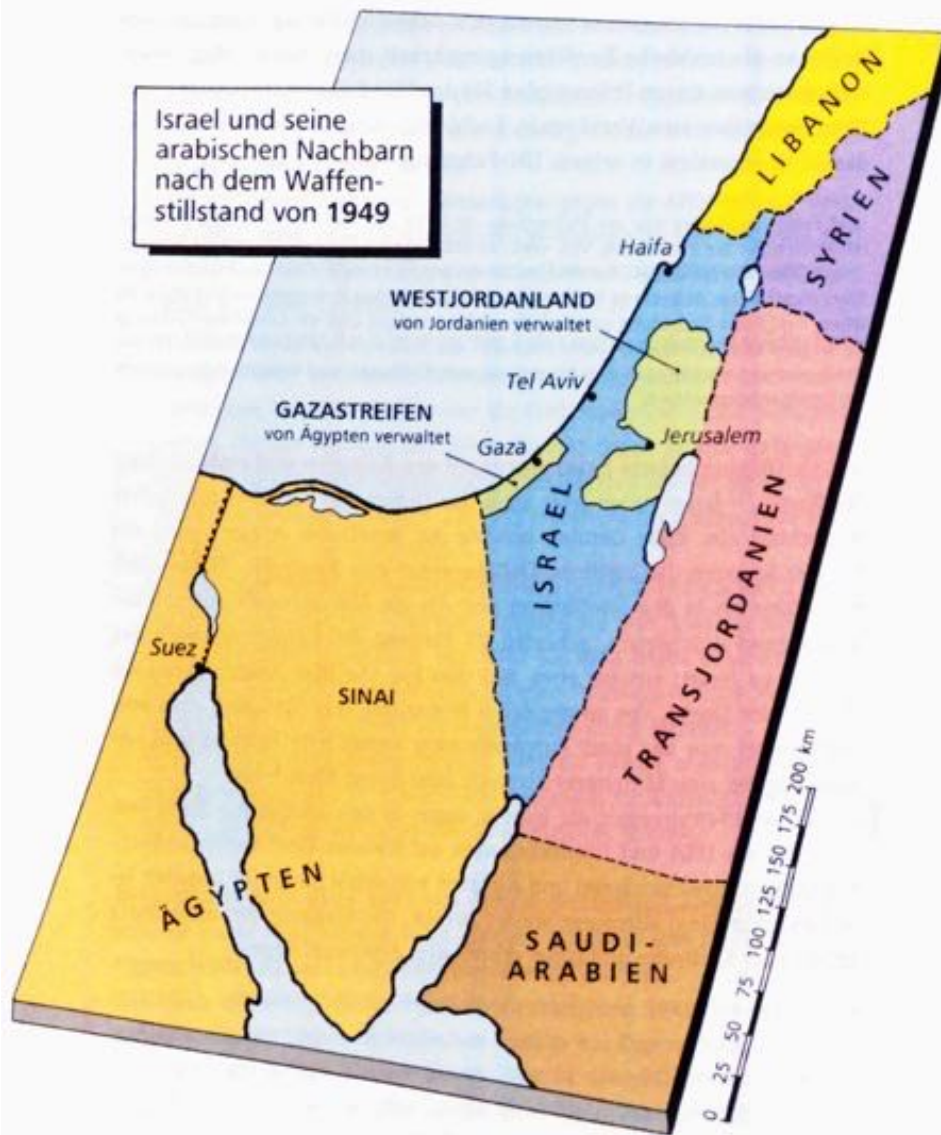 Israel und seine
arabischen Nachbarn
nach dem Waffen-
stillstand von 1949
LIBANON
SYRIEN
Haifa
WESTJORDANLAND
von Jordanien verwaltet
Tel Aviv
GAZASTREIFEN
von Ägypten verwaltet
Gaza
Jerusalem
ISRAEL
TRANSJORDANIEN
Suez
SINAI
ÄGYPTEN
SAUDI-
ARABIEN
0 25 50 75 100 125 150 175 200 km